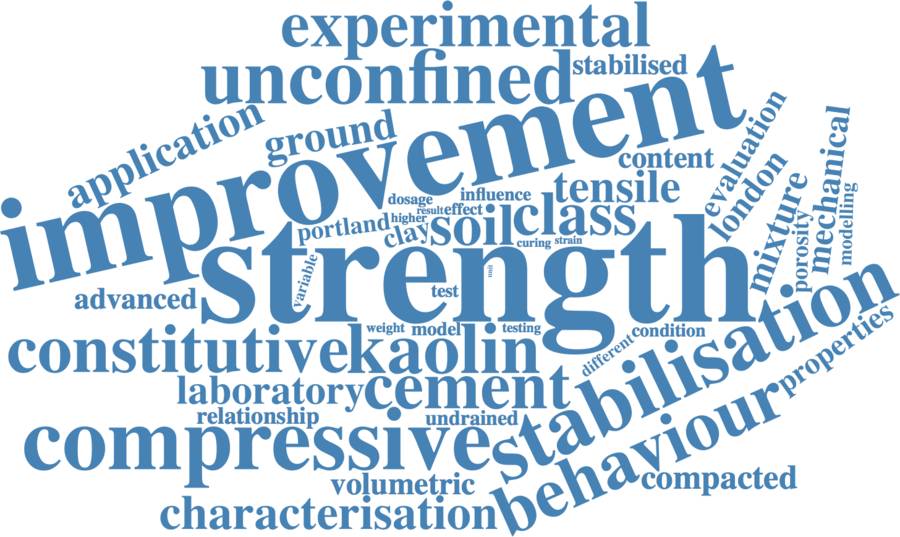 experimental
unconfined
stabilised
improvement
application
ground
content
evaluation
mechanical
london
tensile
dosage
influence
class
soil
portland
higher
result
effect
clay
curing
strain
mixture
porosity
modelling
strength
variable
unit
test
advanced
weight
model
testing
condition
different
constitutive
kaolin
stabilisation
properties
laboratory
cement
relationship
undrained
compressive
behaviour
volumetric
compacted
characterisation